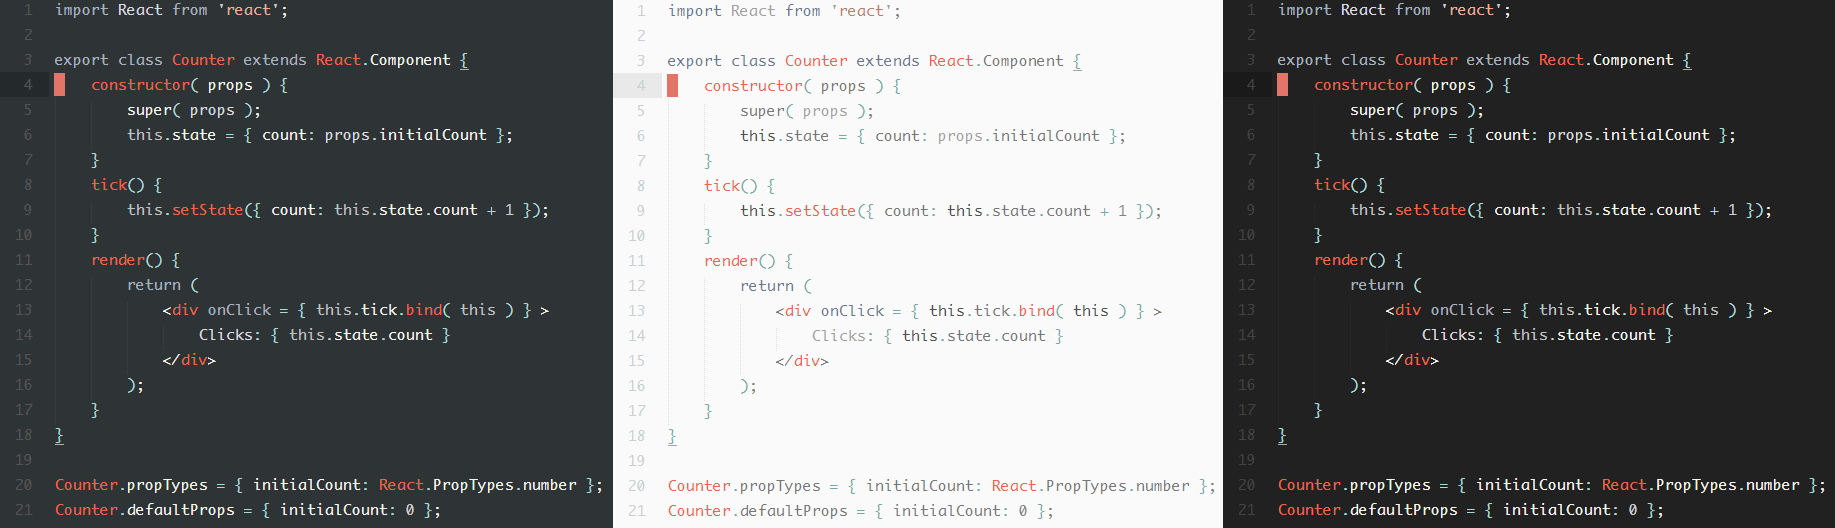 1 import React from 'react';
2
3 export class Counter extends React.Component {
4 constructor( props ) {
5 super( props );
6 this.state = { count: props.initialCount };
7 }
8 tick() {
9 this.setState({ count: this.state.count + 1 });
10 }
11 render() {
12 return (
13 <div onClick = { this.tick.bind( this ) } >
14 Clicks: { this.state.count }
15 </div>
16 );
17 }
18 }
19
20 Counter.propTypes = { initialCount: React.PropTypes.number };
21 Counter.defaultProps = { initialCount: 0 };
1 import React from 'react';
2
3 export class Counter extends React.Component {
4 constructor( props ) {
5 super( props );
6 this.state = { count: props.initialCount };
7 }
8 tick() {
9 this.setState({ count: this.state.count + 1 });
10 }
11 render() {
12 return (
13 <div onClick = { this.tick.bind( this ) } >
14 Clicks: { this.state.count }
15 </div>
16 );
17 }
18 }
19
20 Counter.propTypes = { initialCount: React.PropTypes.number };
21 Counter.defaultProps = { initialCount: 0 };
1 import React from 'react';
2
3 export class Counter extends React.Component {
4 constructor( props ) {
5 super( props );
6 this.state = { count: props.initialCount };
7 }
8 tick() {
9 this.setState({ count: this.state.count + 1 });
10 }
11 render() {
12 return (
13 <div onClick = { this.tick.bind( this ) } >
14 Clicks: { this.state.count }
15 </div>
16 );
17 }
18 }
19
20 Counter.propTypes = { initialCount: React.PropTypes.number };
21 Counter.defaultProps = { initialCount: 0 };